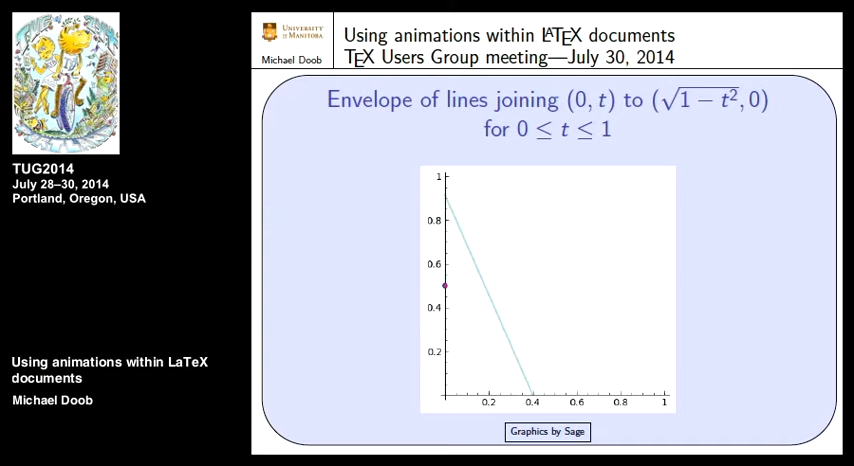 TUG2014
July 28–30, 2014
Portland, Oregon, USA
Using animations within LaTeX
documents
Michael Doob
UNIVERSITY
OF MANITOBA
Michael Doob
Using animations within LATEX documents
TEX Users Group meeting—July 30, 2014
Envelope of lines joining (0, t) to (√1 − t², 0)
for 0 ≤ t ≤ 1
1
0.8
0.6
0.4
0.2
0.2 0.4 0.6 0.8 1
Graphics by Sage